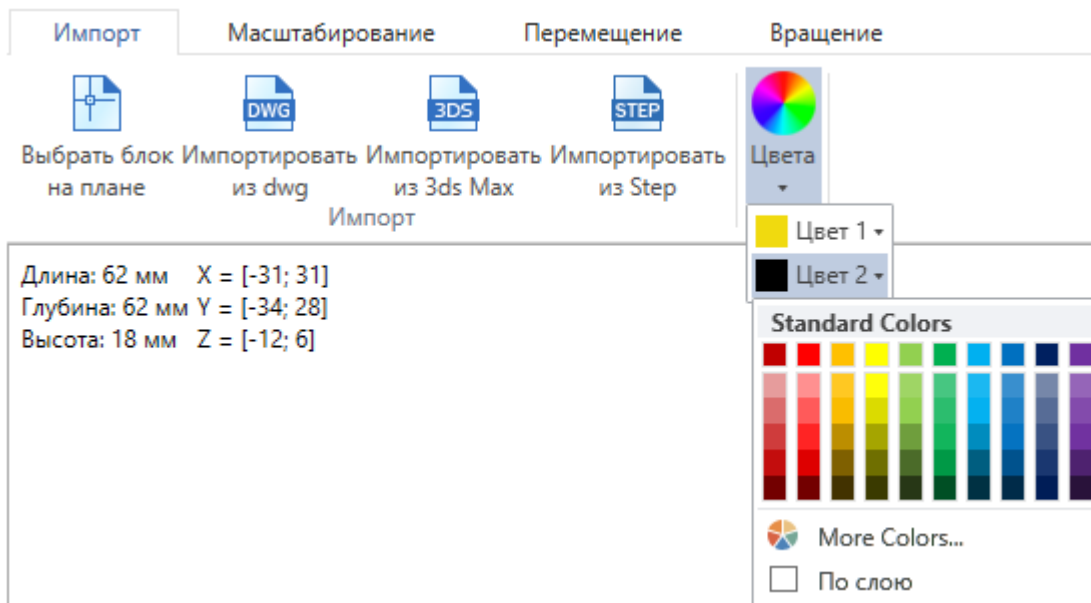 Импорт Масштабирование Перемещение Вращение
DWG 3DS STEP
Выбрать блок Импортировать Импортировать Импортировать Цвета
на плане из dwg из 3ds Max из Step
Импорт
Цвет 1
Длина: 62 мм X = [-31; 31] Цвет 2
Глубина: 62 мм Y = [-34; 28]
Standard Colors
Высота: 18 мм Z = [-12; 6]
More Colors...
По слою